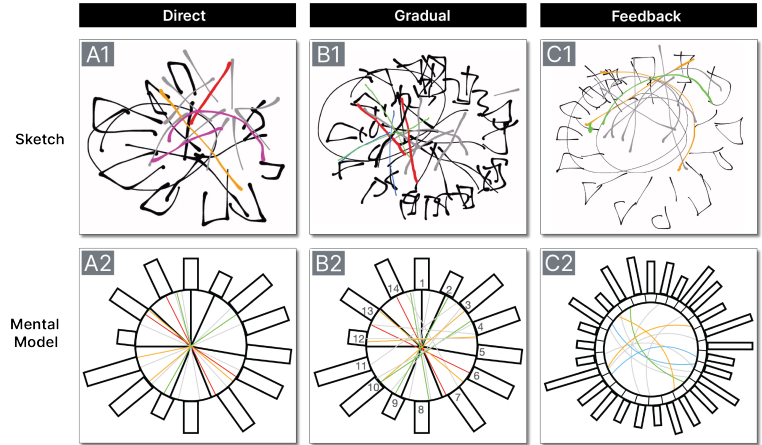 Direct
Gradual
Feedback
Sketch
A1
B1
C1
Mental
Model
A2
B2
C2
1
2
3
4
5
6
7
8
9
10
11
12
13
14